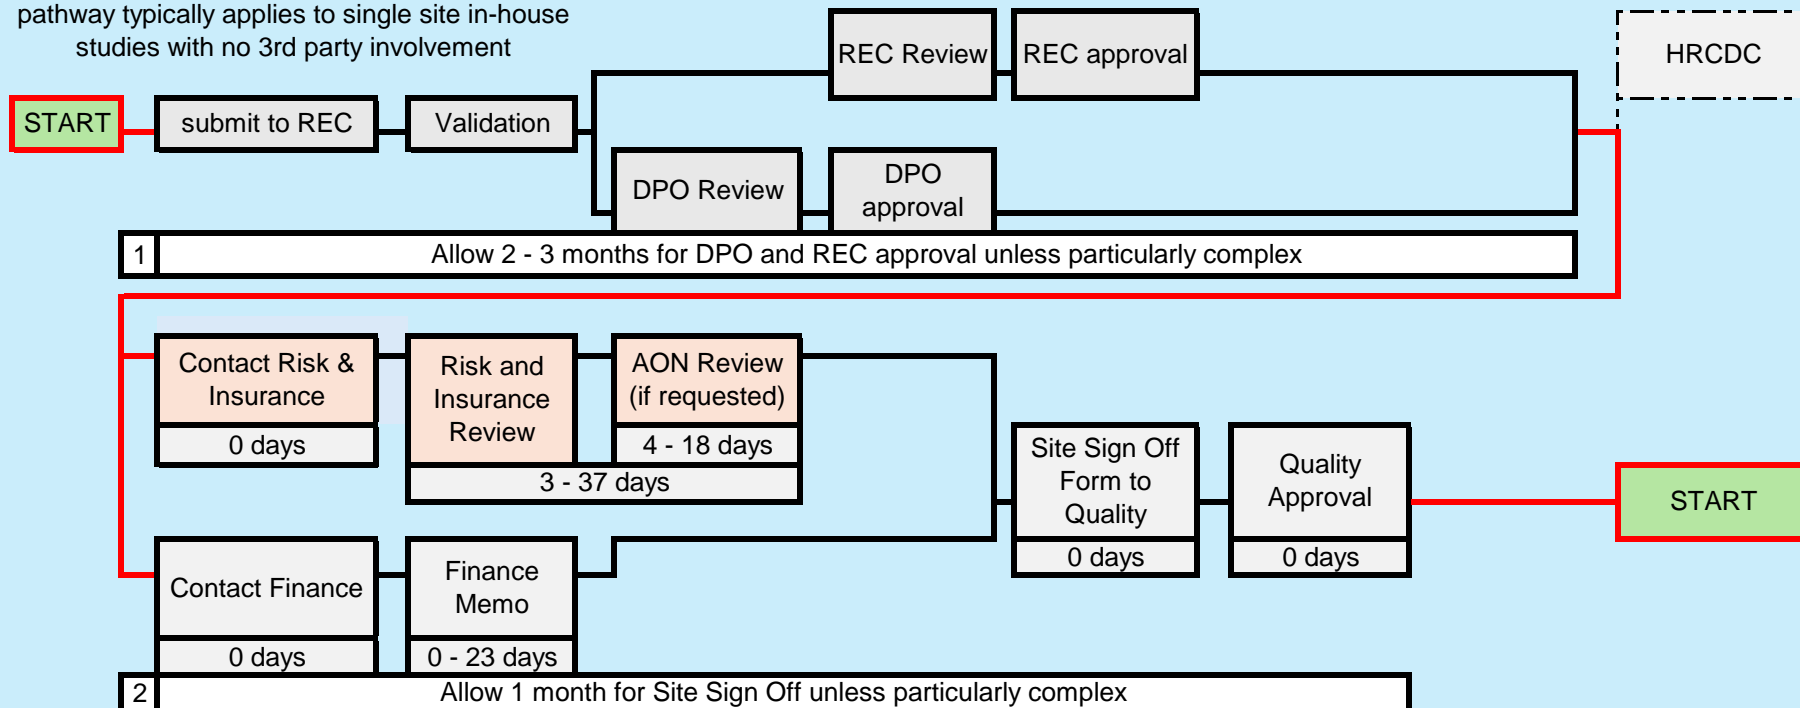 pathway typically applies to single site in-house
studies with no 3rd party involvement
START
submit to REC
Validation
REC Review
REC approval
HRCDC
DPO Review
DPO
approval
1
Allow 2 - 3 months for DPO and REC approval unless particularly complex
Contact Risk &
Insurance
0 days
Risk and
Insurance
Review
AON Review
(if requested)
4 - 18 days
3 - 37 days
Site Sign Off
Form to
Quality
0 days
Quality
Approval
0 days
START
Contact Finance
0 days
Finance
Memo
0 - 23 days
2
Allow 1 month for Site Sign Off unless particularly complex